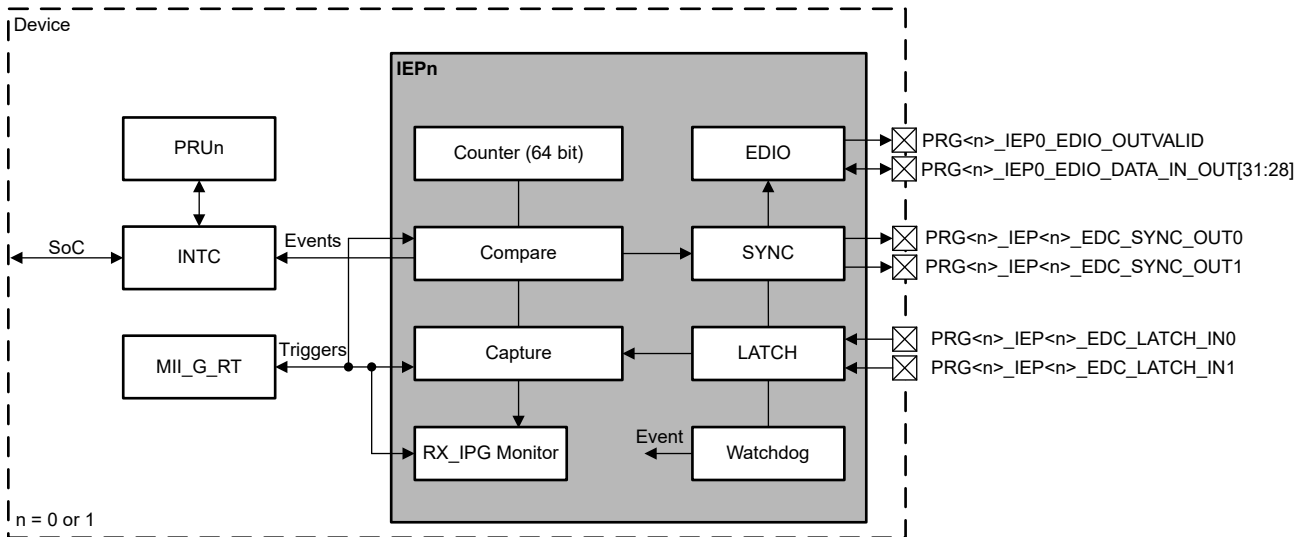 Device
IEPn
PRUn
Counter (64 bit)
EDIO
PRG<n>_IEP0_EDIO_OUTVALID
PRG<n>_IEP0_EDIO_DATA_IN_OUT[31:28]
SoC
INTC
Events
Compare
SYNC
PRG<n>_IEP<n>_EDC_SYNC_OUT0
PRG<n>_IEP<n>_EDC_SYNC_OUT1
MII_G_RT
Triggers
Capture
LATCH
PRG<n>_IEP<n>_EDC_LATCH_IN0
PRG<n>_IEP<n>_EDC_LATCH_IN1
RX_IPG Monitor
Event
Watchdog
n = 0 or 1